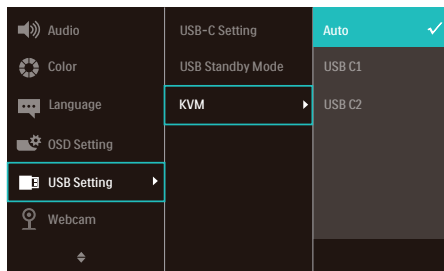 Audio
Color
Language
OSD Setting
USB Setting
Webcam
USB-C Setting
USB Standby Mode
KVM
Auto
USB C1
USB C2